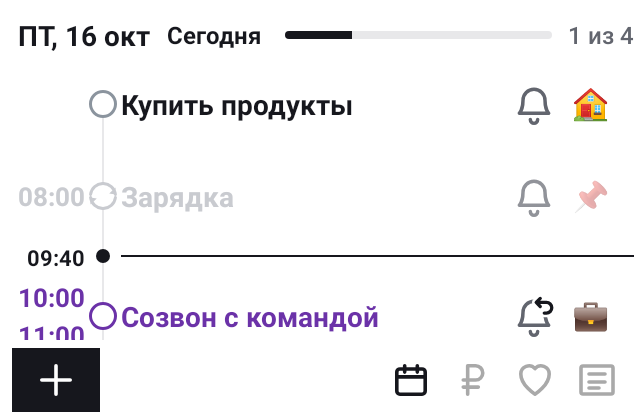 ПТ, 16 окт Сегодня 1 из 4
Купить продукты
08:00 Зарядка
09:40
10:00
Созвон с командой
11:00